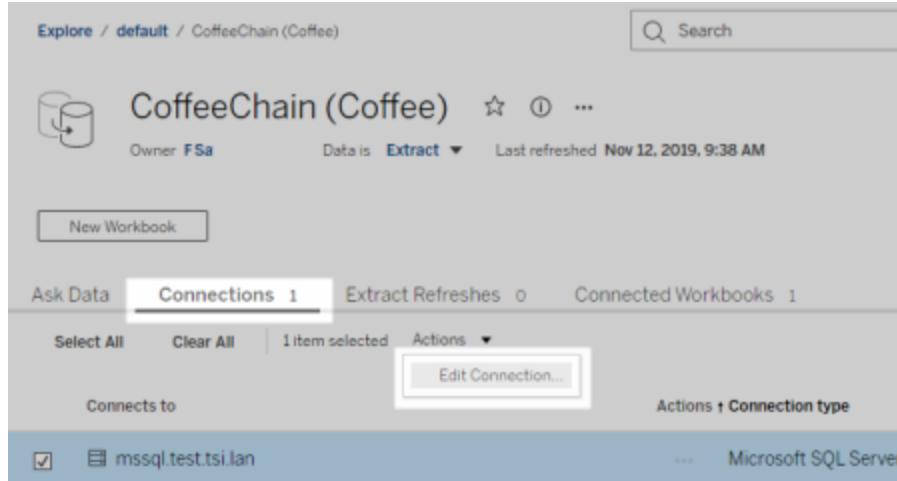 Explore / default / CoffeeChain (Coffee) Search
CoffeeChain (Coffee) ···
Owner FSa Data is Extract Last refreshed Nov 12, 2019, 9:38 AM
New Workbook
Ask Data Connections 1 Extract Refreshes 0 Connected Workbooks 1
Select All Clear All 1 item selected Actions
Edit Connection...
Connects to Actions ↑ Connection type
mssql.test.tsi.lan ··· Microsoft SQL Server